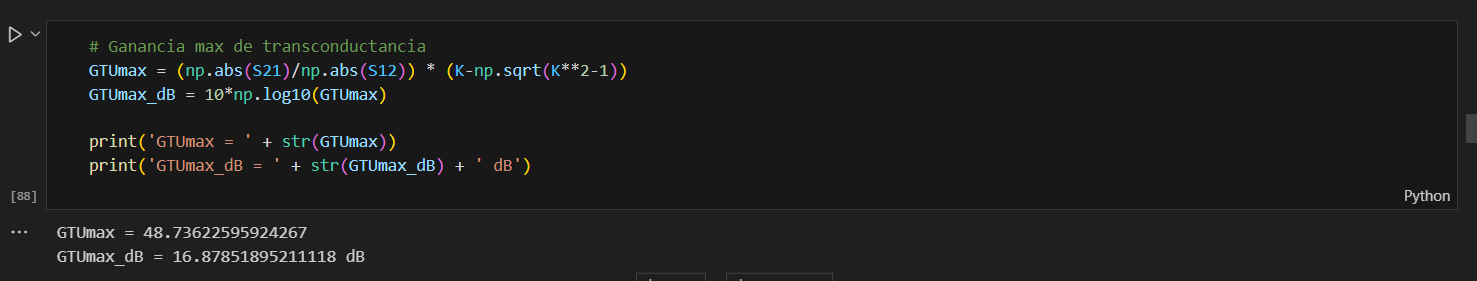 # Ganancia max de transconductancia
GTUmax = (np.abs(S21)/np.abs(S12)) * (K-np.sqrt(K**2-1))
GTUmax_dB = 10*np.log10(GTUmax)
print('GTUmax = ' + str(GTUmax))
print('GTUmax_dB = ' + str(GTUmax_dB) + ' dB')
[88]
Python
... GTUmax = 48.73622595924267
GTUmax_dB = 16.87851895211118 dB